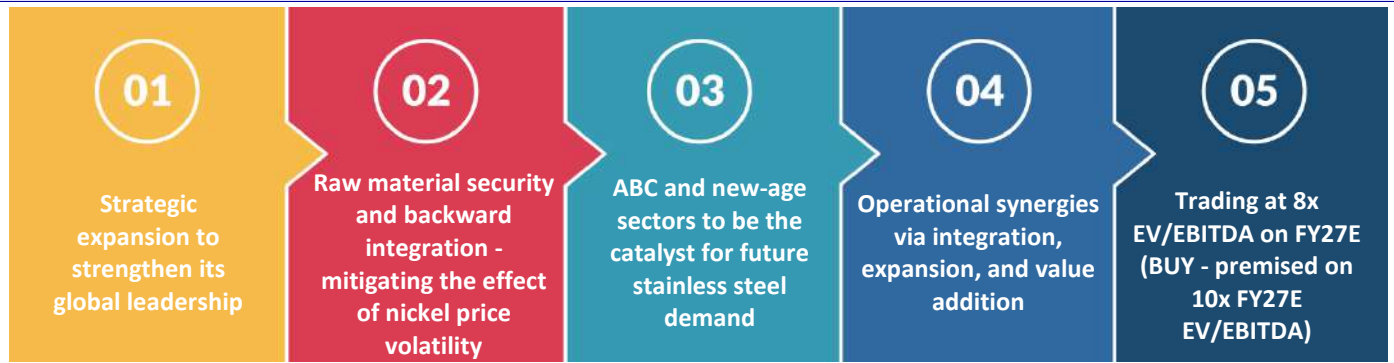 01
Strategic
expansion to
strengthen its
global leadership
02
Raw material security
and backward
integration -
mitigating the effect
of nickel price
volatility
03
ABC and new-age
sectors to be the
catalyst for future
stainless steel
demand
04
Operational synergies
via integration,
expansion, and value
addition
05
Trading at 8x
EV/EBITDA on FY27E
(BUY - premised on
10x FY27E
EV/EBITDA)